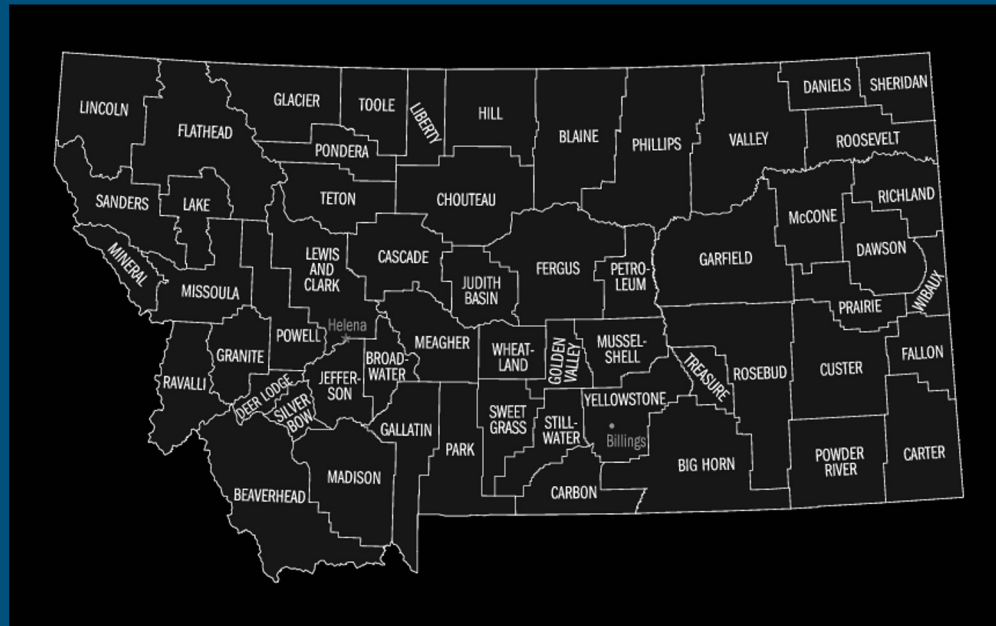 DANIELS
SHERIDAN
LINCOLN
GLACIER
TOOLE
LIBERTY
HILL
FLATHEAD
BLAINE
PHILLIPS
VALLEY
ROOSEVELT
PONDERA
SANDERS
LAKE
TETON
CHOUTEAU
McCONE
RICHLAND
MINERAL
MISSOULA
LEWIS
AND
CLARK
CASCADE
JUDITH
BASIN
FERGUS
PETRO-
LEUM
GARFIELD
DAWSON
WIBAUX
PRAIRIE
POWELL
Helena
GRANITE
RAVALLI
DEER LODGE
SILVER
BOW
JEFFER-
SON
BROAD-
WATER
MEAGHER
WHEAT-
LAND
GOLDEN
VALLEY
MUSSEL-
SHELL
TREASURE
ROSEBUD
CUSTER
FALLON
GALLATIN
PARK
SWEET
GRASS
STILL-
WATER
YELLOWSTONE
Billings
BIG HORN
POWDER
RIVER
CARTER
BEAVERHEAD
MADISON
CARBON